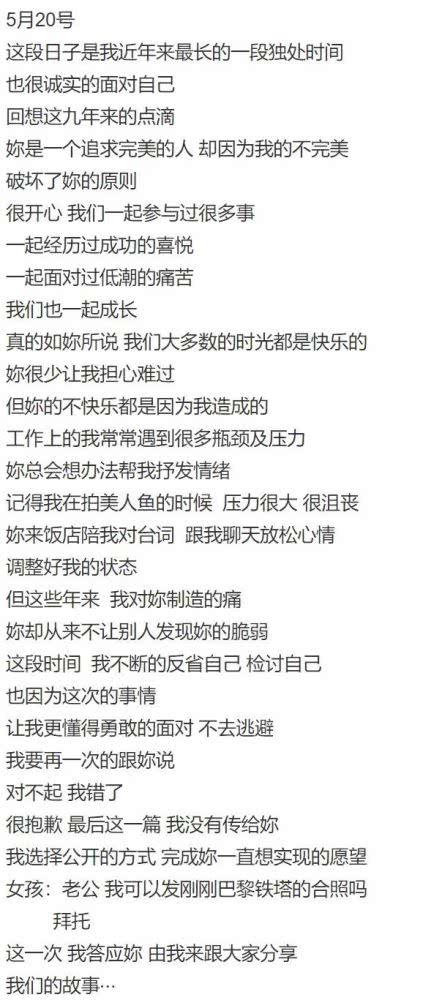 5月20号
这段日子是我近年来最长的一段独处时间
也很诚实的面对自己
回想这九年来的点滴
妳是一个追求完美的人 却因为我的不完美
破坏了妳的原则
很开心 我们一起参与过很多事
一起经历过成功的喜悦
一起面对过低潮的痛苦
我们也一起成长
真的如妳所说 我们大多数的时光都是快乐的
妳很少让我担心难过
但妳的不快乐都是因为我造成的
工作上的我常常遇到很多瓶颈及压力
妳总会想办法帮我抒发情绪
记得我在拍美人鱼的时候 压力很大 很沮丧
妳来饭店陪我对台词 跟我聊天放松心情
调整好我的状态
但这些年来 我对妳制造的痛
妳却从来不让别人发现妳的脆弱
这段时间 我不断的反省自己 检讨自己
也因为这次的事情
让我更懂得勇敢的面对 不去逃避
我要再一次的跟妳说
对不起 我错了
很抱歉 最后这一篇 我没有传给妳
我选择公开的方式 完成妳一直想实现的愿望
女孩：老公 我可以发刚刚巴黎铁塔的合照吗
拜托
这一次 我答应妳 由我来跟大家分享
我们的故事…